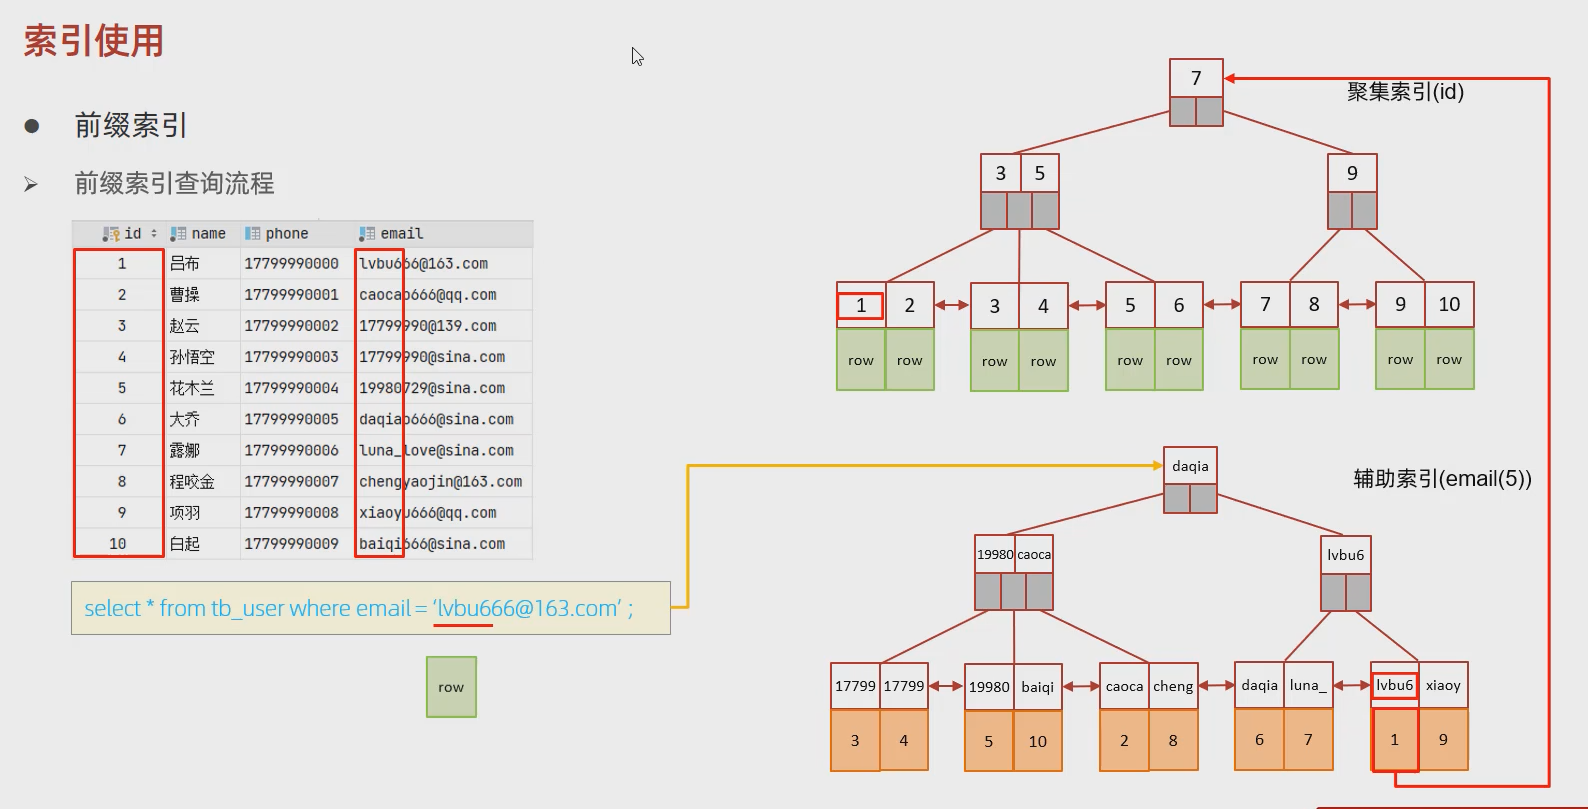 索引使用
前缀索引
前缀索引查询流程
id name phone email
1 吕布 17799990000 lvbu666@163.com
2 曹操 17799990001 caocao666@qq.com
3 赵云 17799990002 17799990@139.com
4 孙悟空 17799990003 17799990@sina.com
5 花木兰 17799990004 19980729@sina.com
6 大乔 17799990005 daqiao666@sina.com
7 露娜 17799990006 luna_love@sina.com
8 程咬金 17799990007 chengyaojin@163.com
9 项羽 17799990008 xiaoyu666@qq.com
10 白起 17799990009 baiqi666@sina.com
select * from tb_user where email = ‘lvbu666@163.com’ ;
row
7
聚集索引(id)
3 5 9
1 2 3 4 5 6 7 8 9 10
row row row row row row row row row row
daqia
辅助索引(email(5))
19980 caoca lvbu6
17799 17799 19980 baiqi caoca cheng daqia luna_ lvbu6 xiaoy
3 4 5 10 2 8 6 7 1 9